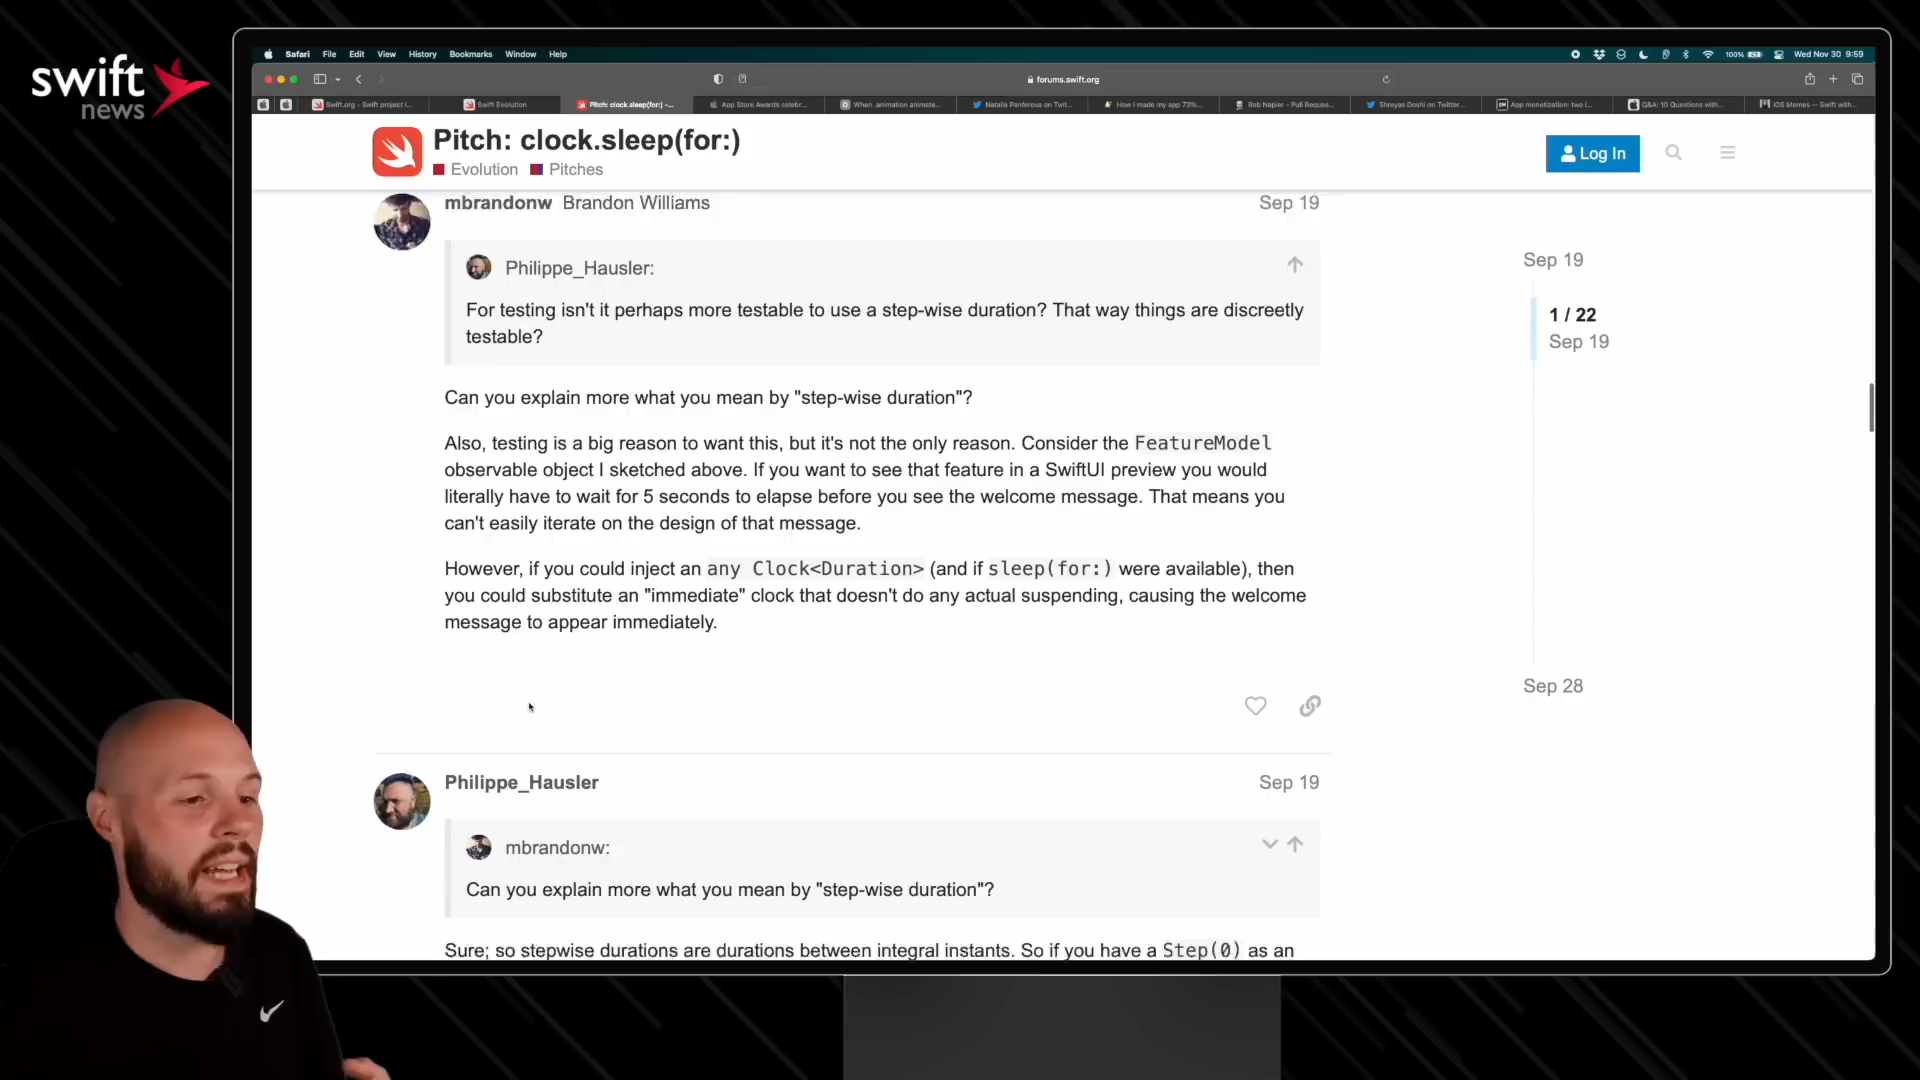 swift
news
Safari File Edit View History Bookmarks Window Help
100%
Wed Nov 30 9:59
forums.swift.org
Swift.org - Swift project i...
Swift Evolution
Pitch: clock.sleep(for:) -...
App Store Awards celebr...
When .animation animate...
Natalia Panferova on Twit...
How I made my app 73%...
Rob Napier - Pull Reques...
Shreyas Doshi on Twitter...
App monetization: two l...
Q&A: 10 Questions with...
iOS Memes — Swift with...
Pitch: clock.sleep(for:)
Evolution Pitches
Log In
mbrandonw Brandon Williams
Sep 19
Philippe_Hausler:
For testing isn't it perhaps more testable to use a step-wise duration? That way things are discreetly
testable?
Can you explain more what you mean by "step-wise duration"?
Also, testing is a big reason to want this, but it's not the only reason. Consider the FeatureModel
observable object I sketched above. If you want to see that feature in a SwiftUI preview you would
literally have to wait for 5 seconds to elapse before you see the welcome message. That means you
can't easily iterate on the design of that message.
However, if you could inject an any Clock<Duration> (and if sleep(for:) were available), then
you could substitute an "immediate" clock that doesn't do any actual suspending, causing the welcome
message to appear immediately.
Philippe_Hausler
Sep 19
mbrandonw:
Can you explain more what you mean by "step-wise duration"?
Sure; so stepwise durations are durations between integral instants. So if you have a Step(0) as an
Sep 19
1 / 22
Sep 19
Sep 28